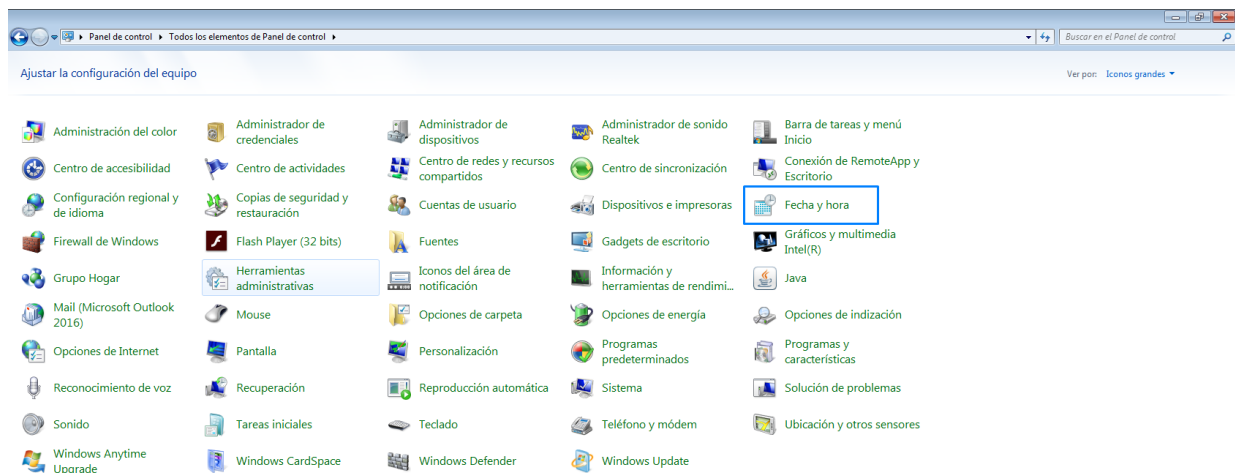 Panel de control ▸ Todos los elementos de Panel de control ▸
Buscar en el Panel de control
Ajustar la configuración del equipo
Ver por: Iconos grandes
Administración del color
Administrador de
credenciales
Administrador de
dispositivos
Administrador de sonido
Realtek
Barra de tareas y menú
Inicio
Centro de accesibilidad
Centro de actividades
Centro de redes y recursos
compartidos
Centro de sincronización
Conexión de RemoteApp y
Escritorio
Configuración regional y
de idioma
Copias de seguridad y
restauración
Cuentas de usuario
Dispositivos e impresoras
Fecha y hora
Firewall de Windows
Flash Player (32 bits)
Fuentes
Gadgets de escritorio
Gráficos y multimedia
Intel(R)
Grupo Hogar
Herramientas
administrativas
Iconos del área de
notificación
Información y
herramientas de rendimi...
Java
Mail (Microsoft Outlook
2016)
Mouse
Opciones de carpeta
Opciones de energía
Opciones de indización
Opciones de Internet
Pantalla
Personalización
Programas
predeterminados
Programas y
características
Reconocimiento de voz
Recuperación
Reproducción automática
Sistema
Solución de problemas
Sonido
Tareas iniciales
Teclado
Teléfono y módem
Ubicación y otros sensores
Windows Anytime
Upgrade
Windows CardSpace
Windows Defender
Windows Update